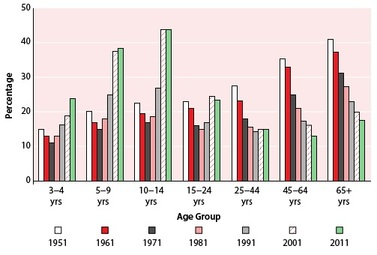 50
40
30
20
10
0
Percentage
3–4 yrs
5–9 yrs
10–14 yrs
15–24 yrs
25–44 yrs
45–64 yrs
65+ yrs
Age Group
1951 1961 1971 1981 1991 2001 2011